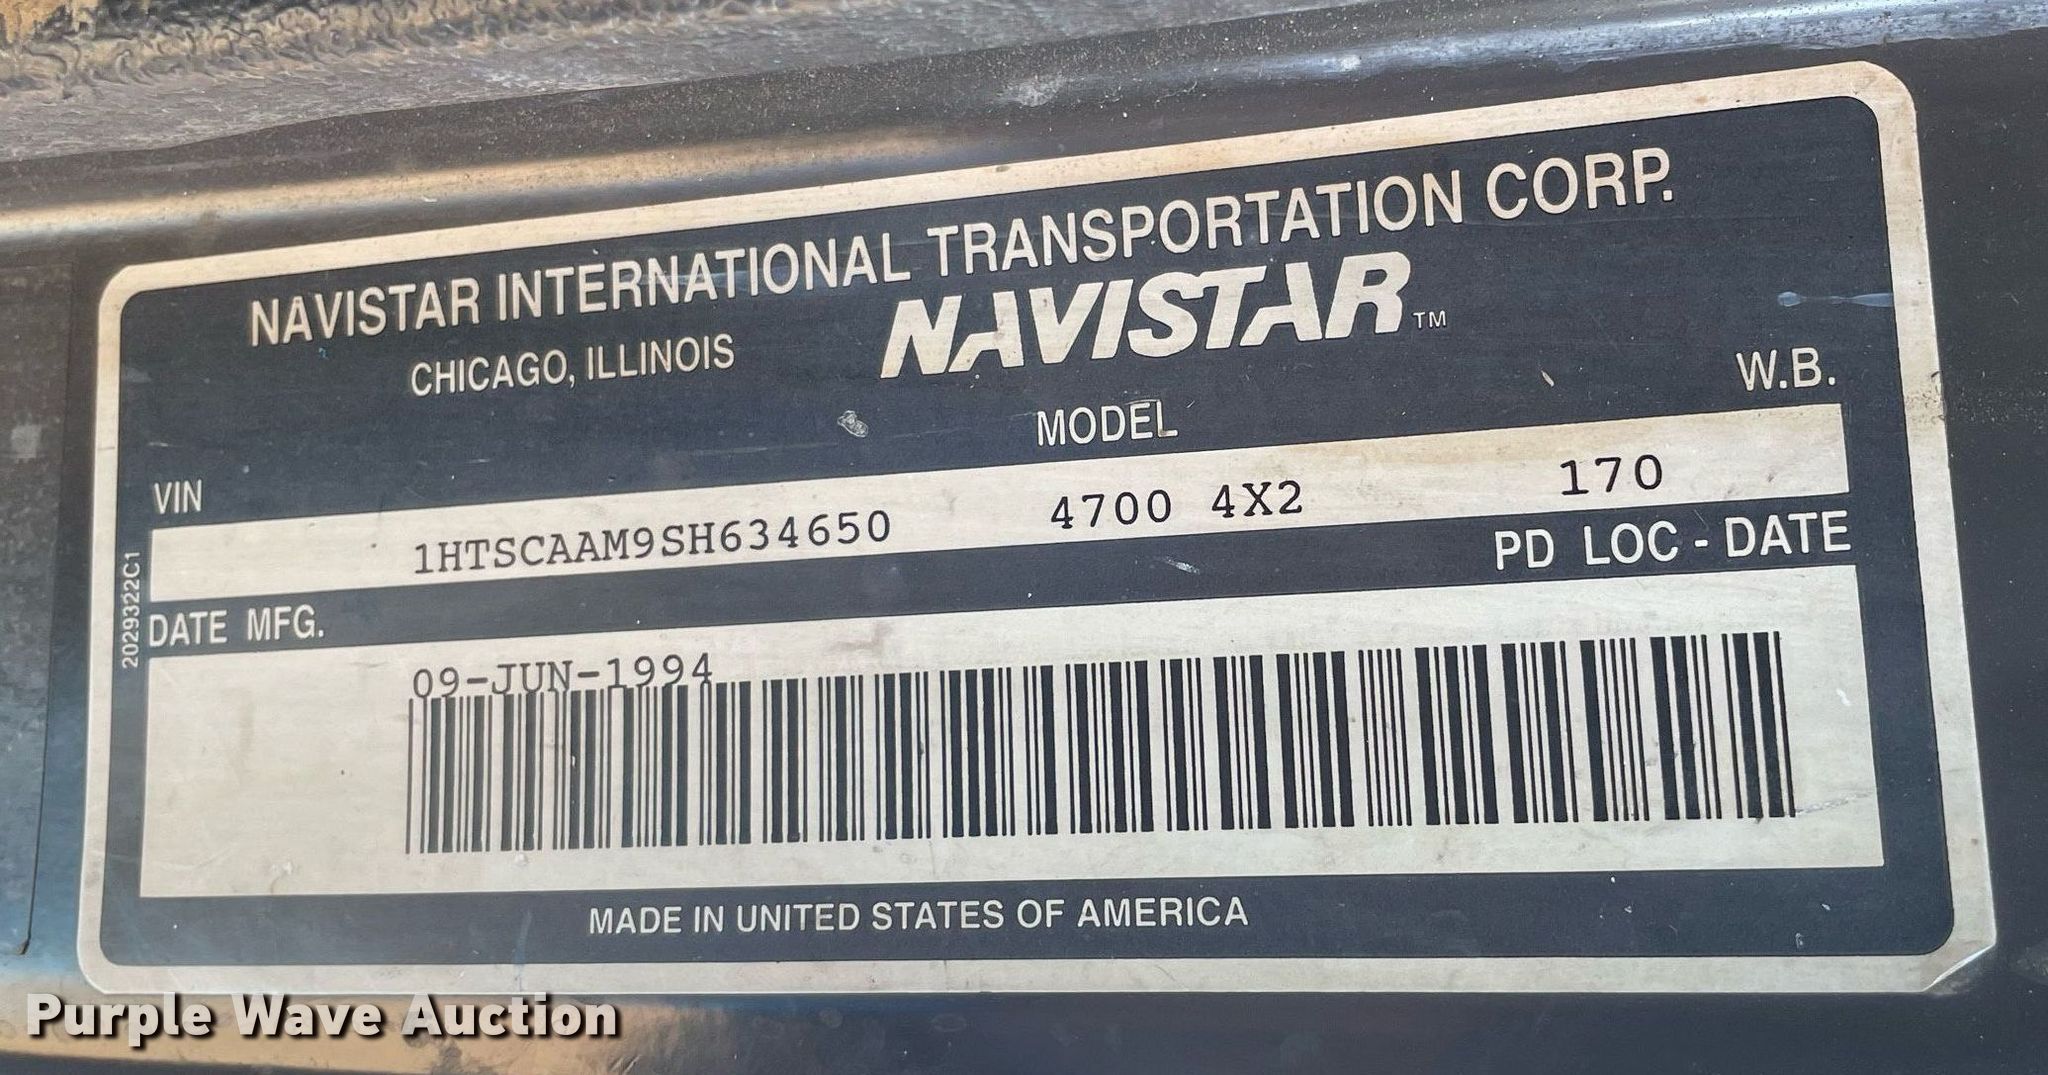 NAVISTAR INTERNATIONAL TRANSPORTATION CORP.
CHICAGO, ILLINOIS
NAVISTAR™
VIN
MODEL
W.B.
1HTSCAAM9SH634650 4700 4X2 170
DATE MFG.
PD LOC - DATE
09-JUN-1994
2029322C1
MADE IN UNITED STATES OF AMERICA
Purple Wave Auction